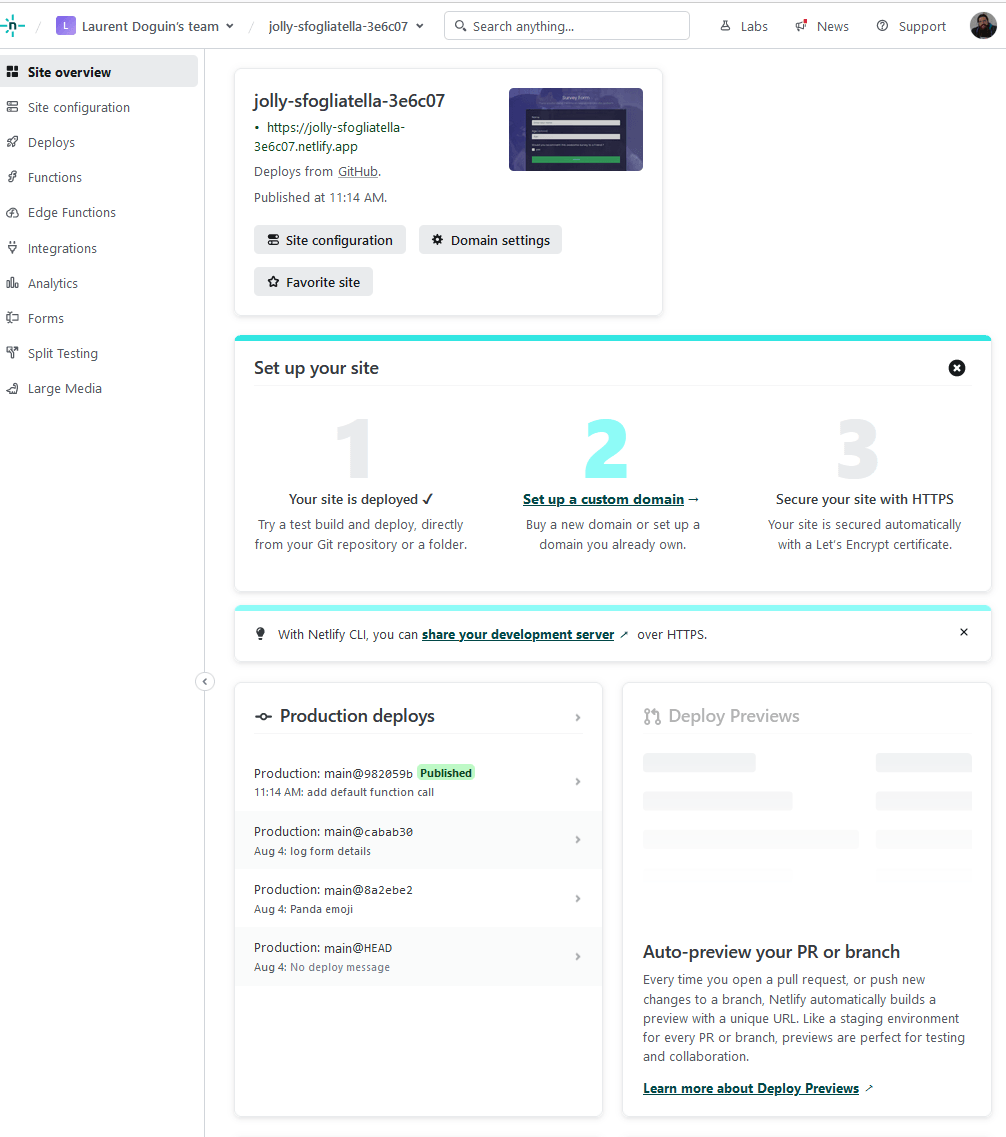 L Laurent Doguin's team
jolly-sfogliatella-3e6c07
Search anything...
Labs
News
Support
Site overview
Site configuration
Deploys
Functions
Edge Functions
Integrations
Analytics
Forms
Split Testing
Large Media
jolly-sfogliatella-3e6c07
• https://jolly-sfogliatella-
3e6c07.netlify.app
Deploys from GitHub.
Published at 11:14 AM.
Site configuration
Domain settings
Favorite site
Survey Form
Set up your site
1
Your site is deployed ✓
Try a test build and deploy, directly
from your Git repository or a folder.
2
Set up a custom domain →
Buy a new domain or set up a
domain you already own.
3
Secure your site with HTTPS
Your site is secured automatically
with a Let's Encrypt certificate.
With Netlify CLI, you can share your development server ↗ over HTTPS.
Production deploys
Production: main@982059b Published
11:14 AM: add default function call
Production: main@cabab30
Aug 4: log form details
Production: main@8a2ebe2
Aug 4: Panda emoji
Production: main@HEAD
Aug 4: No deploy message
Deploy Previews
Auto-preview your PR or branch
Every time you open a pull request, or push new
changes to a branch, Netlify automatically builds a
preview with a unique URL. Like a staging environment
for every PR or branch, previews are perfect for testing
and collaboration.
Learn more about Deploy Previews ↗